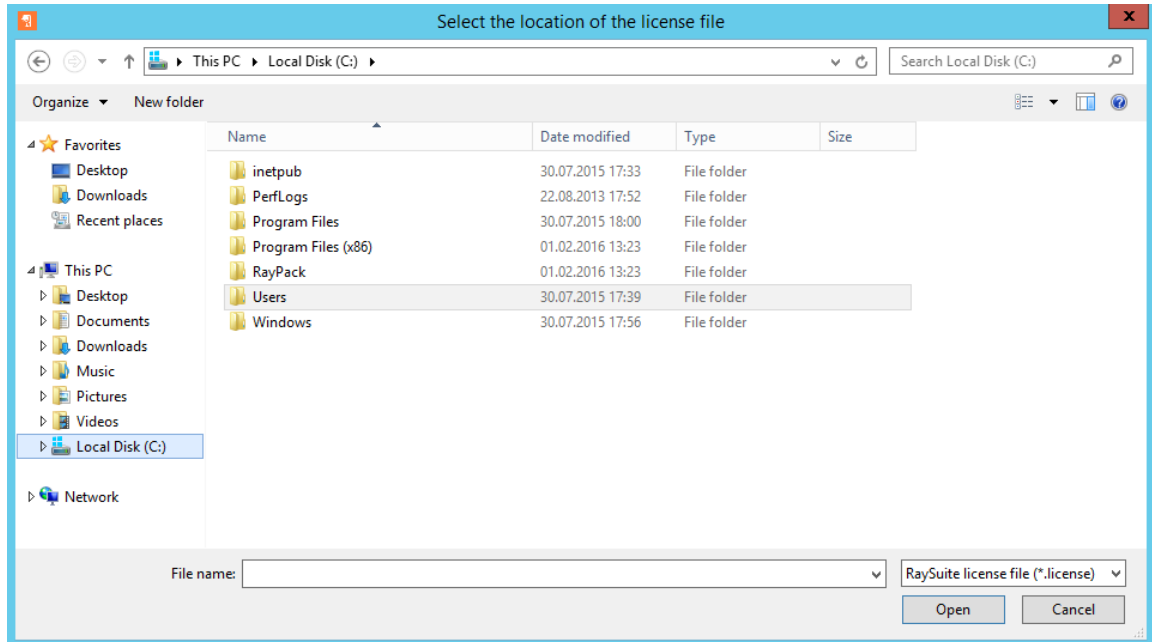 Select the location of the license file
x
This PC Local Disk (C:)
Search Local Disk (C:)
Organize New folder
Name Date modified Type Size
Favorites
Desktop
Downloads
Recent places
This PC
Desktop
Documents
Downloads
Music
Pictures
Videos
Local Disk (C:)
Network
inetpub 30.07.2015 17:33 File folder
PerfLogs 22.08.2013 17:52 File folder
Program Files 30.07.2015 18:00 File folder
Program Files (x86) 01.02.2016 13:23 File folder
RayPack 01.02.2016 13:23 File folder
Users 30.07.2015 17:39 File folder
Windows 30.07.2015 17:56 File folder
File name: RaySuite license file (*.license)
Open Cancel